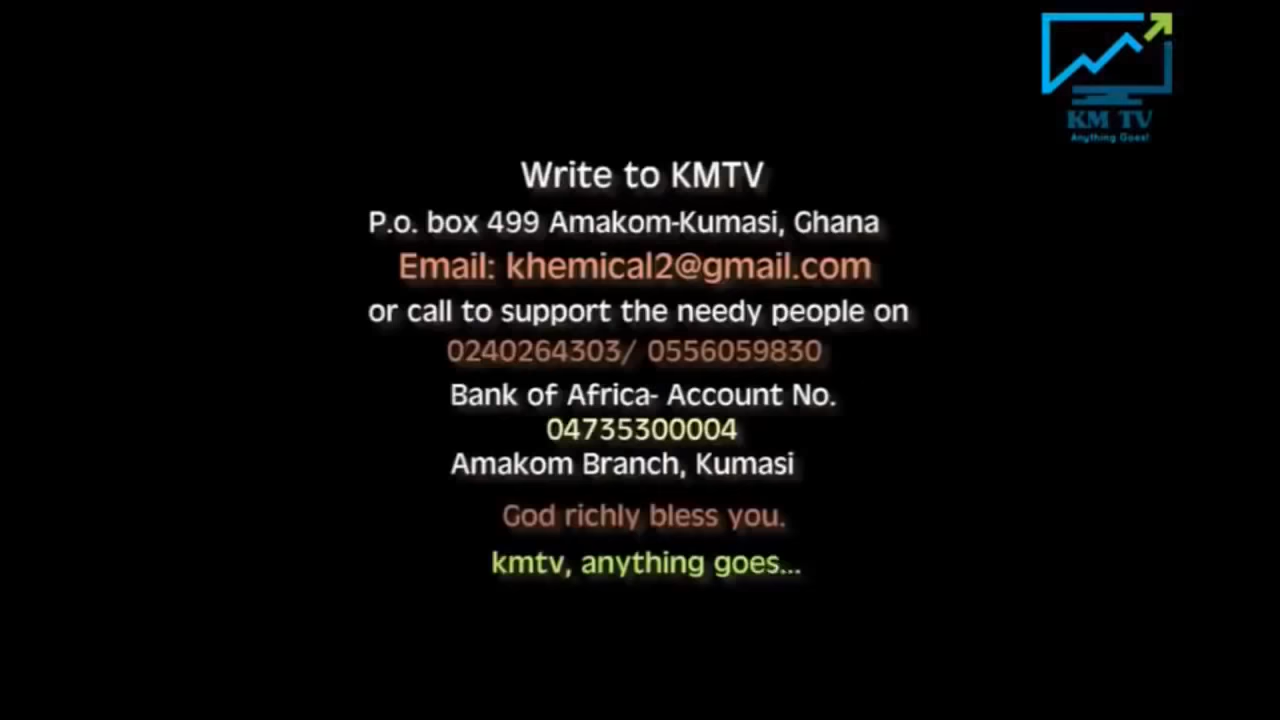 KM TV
Anything Goes!
Write to KMTV
P.o. box 499 Amakom-Kumasi, Ghana
Email: khemical2@gmail.com
or call to support the needy people on
0240264303/ 0556059830
Bank of Africa- Account No.
04735300004
Amakom Branch, Kumasi
God richly bless you.
kmtv, anything goes...